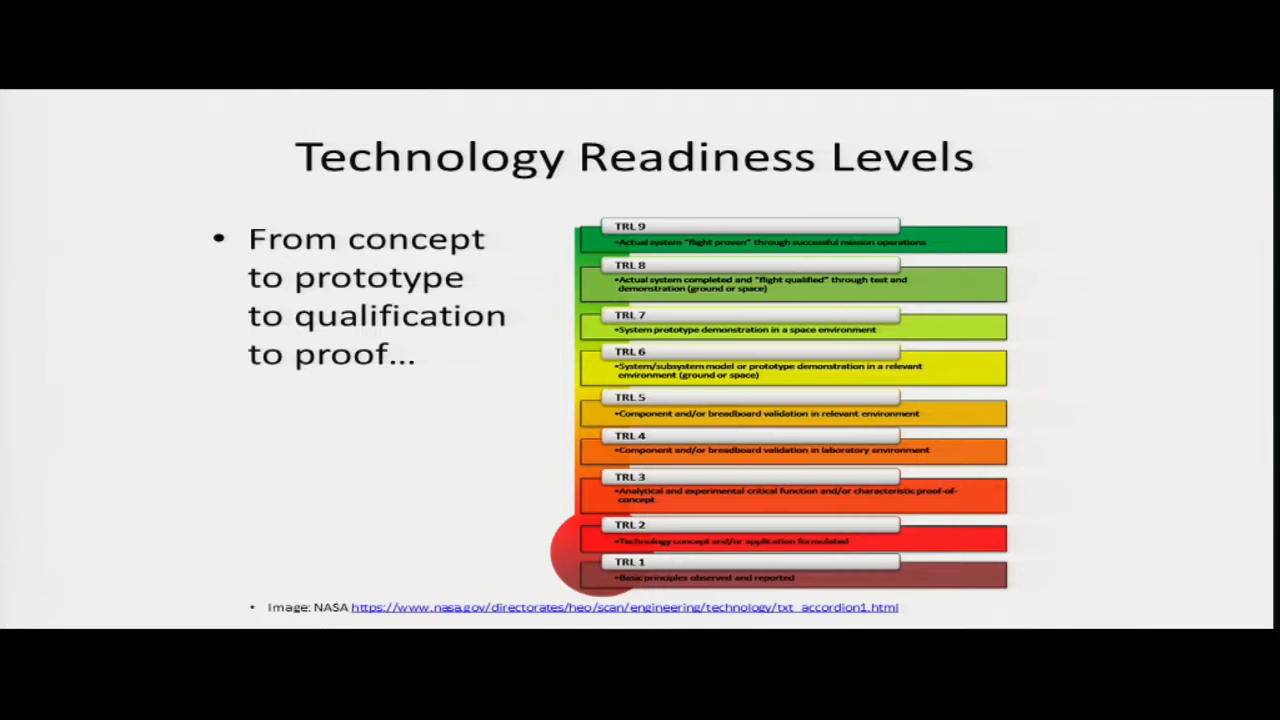 Technology Readiness Levels
• From concept
to prototype
to qualification
to proof...
TRL 9
•Actual system "flight proven" through successful mission operations
TRL 8
•Actual system completed and "flight qualified" through test and
demonstration (ground or space)
TRL 7
•System prototype demonstration in a space environment
TRL 6
•System/subsystem model or prototype demonstration in a relevant
environment (ground or space)
TRL 5
•Component and/or breadboard validation in relevant environment
TRL 4
•Component and/or breadboard validation in laboratory environment
TRL 3
•Analytical and experimental critical function and/or characteristic proof-of-
concept
TRL 2
•Technology concept and/or application formulated
TRL 1
•Basic principles observed and reported
• Image: NASA https://www.nasa.gov/directorates/heo/scan/engineering/technology/txt_accordion1.html